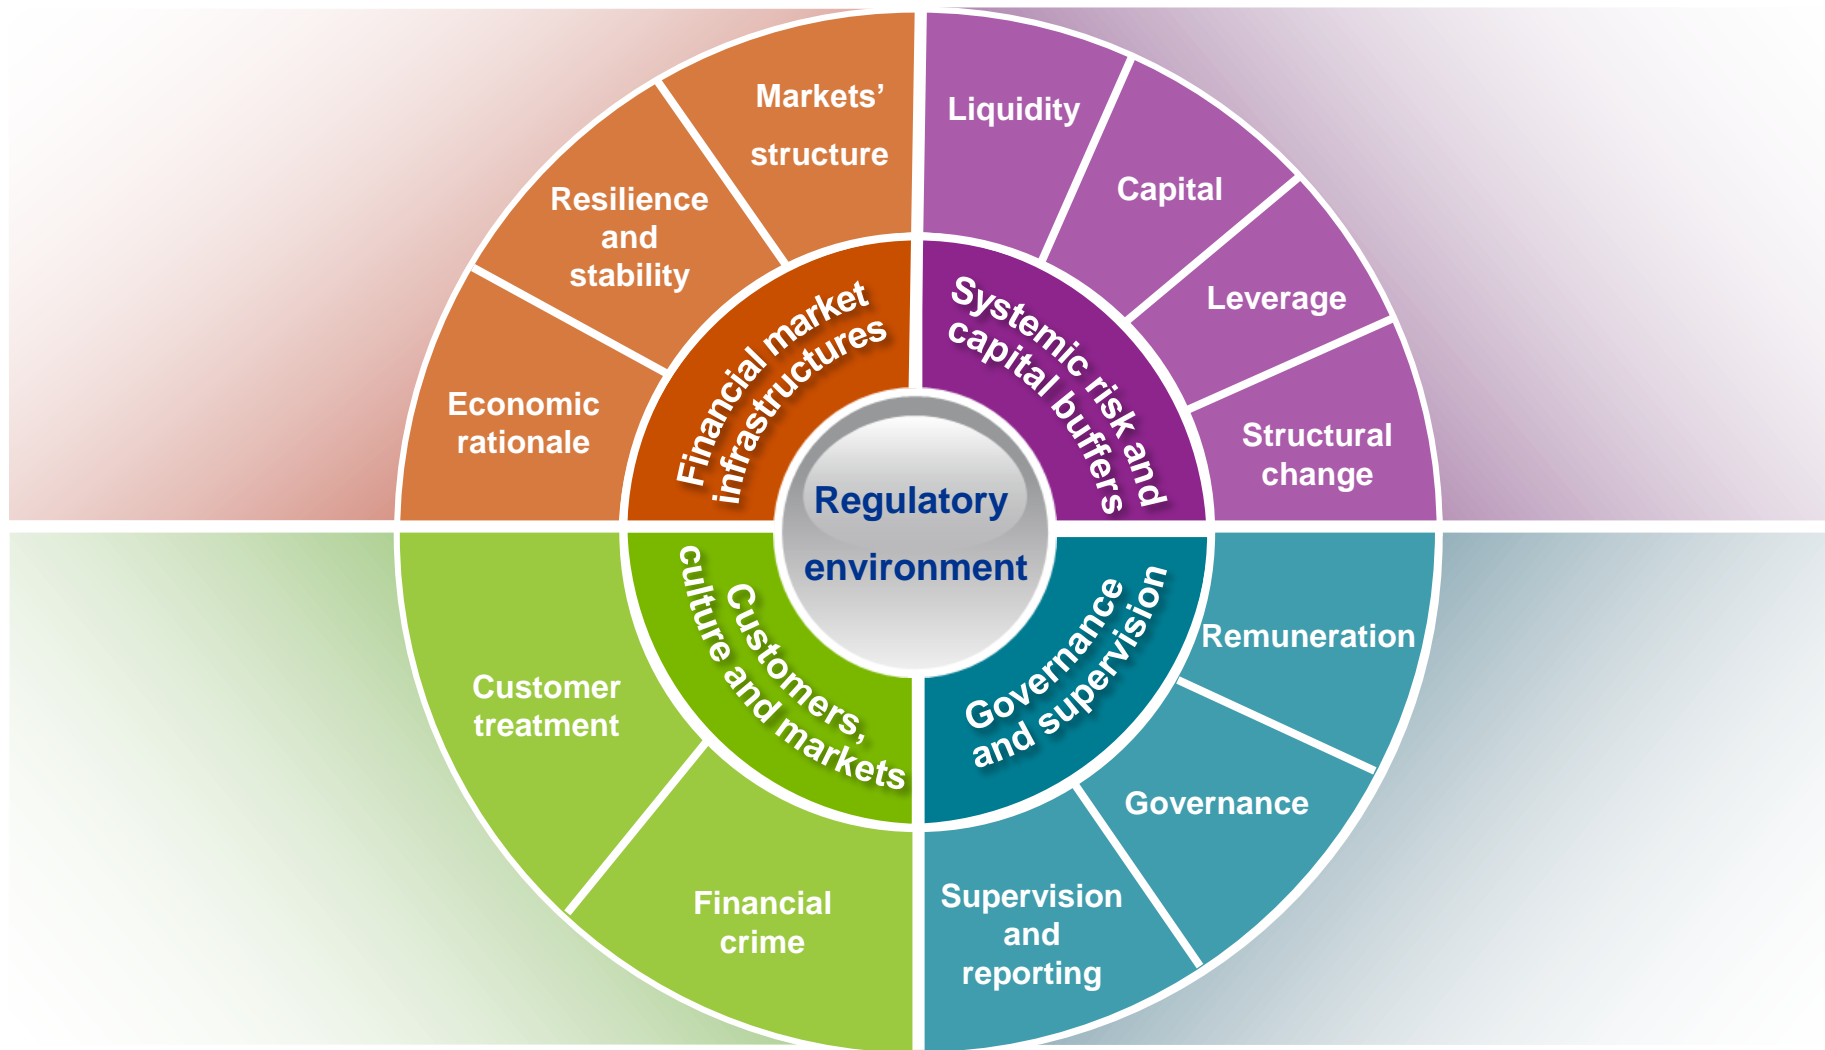 Markets’
structure
Resilience
and
stability
Economic
rationale
Financial market
infrastructures
Liquidity
Capital
Leverage
Structural
change
Systemic risk and
capital buffers
Regulatory
environment
Customers,
culture and markets
Customer
treatment
Financial
crime
Governance
and supervision
Remuneration
Governance
Supervision
and
reporting